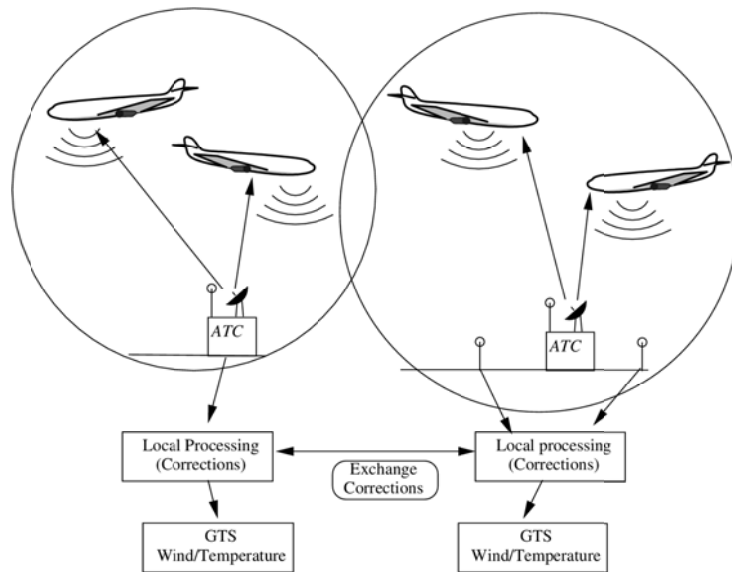 ATC
ATC
Local Processing
(Corrections)
Exchange
Corrections
Local processing
(Corrections)
GTS
Wind/Temperature
GTS
Wind/Temperature